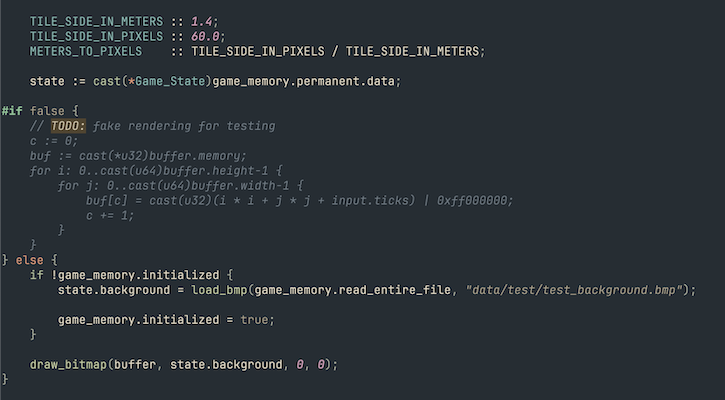 TILE_SIDE_IN_METERS :: 1.4;
    TILE_SIDE_IN_PIXELS :: 60.0;
    METERS_TO_PIXELS    :: TILE_SIDE_IN_PIXELS / TILE_SIDE_IN_METERS;

    state := cast(*Game_State)game_memory.permanent.data;

#if false {
    // TODO: fake rendering for testing
    c := 0;
    buf := cast(*u32)buffer.memory;
    for i: 0..cast(u64)buffer.height-1 {
        for j: 0..cast(u64)buffer.width-1 {
            buf[c] = cast(u32)(i * i + j * j + input.ticks) | 0xff000000;
            c += 1;
        }
    }
} else {
    if !game_memory.initialized {
        state.background = load_bmp(game_memory.read_entire_file, "data/test/test_background.bmp");

        game_memory.initialized = true;
    }

    draw_bitmap(buffer, state.background, 0, 0);
}